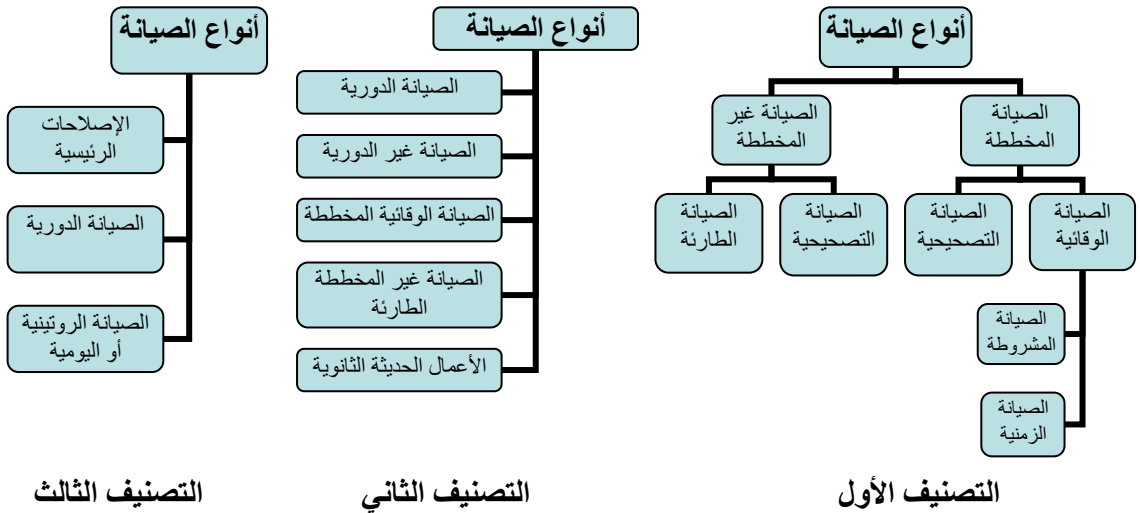 أنواع الصيانة
الصيانة
المخططة
الصيانة غير
المخططة
الصيانة
الوقائية
الصيانة
التصحيحية
الصيانة
التصحيحية
الصيانة
الطارئة
الصيانة
المشروطة
الصيانة
الزمنية
التصنيف الأول
أنواع الصيانة
الصيانة الدورية
الصيانة غير الدورية
الصيانة الوقائية المخططة
الصيانة غير المخططة
الطارئة
الأعمال الحديثة الثانوية
التصنيف الثاني
أنواع الصيانة
الإصلاحات
الرئيسية
الصيانة الدورية
الصيانة الروتينية
أو اليومية
التصنيف الثالث